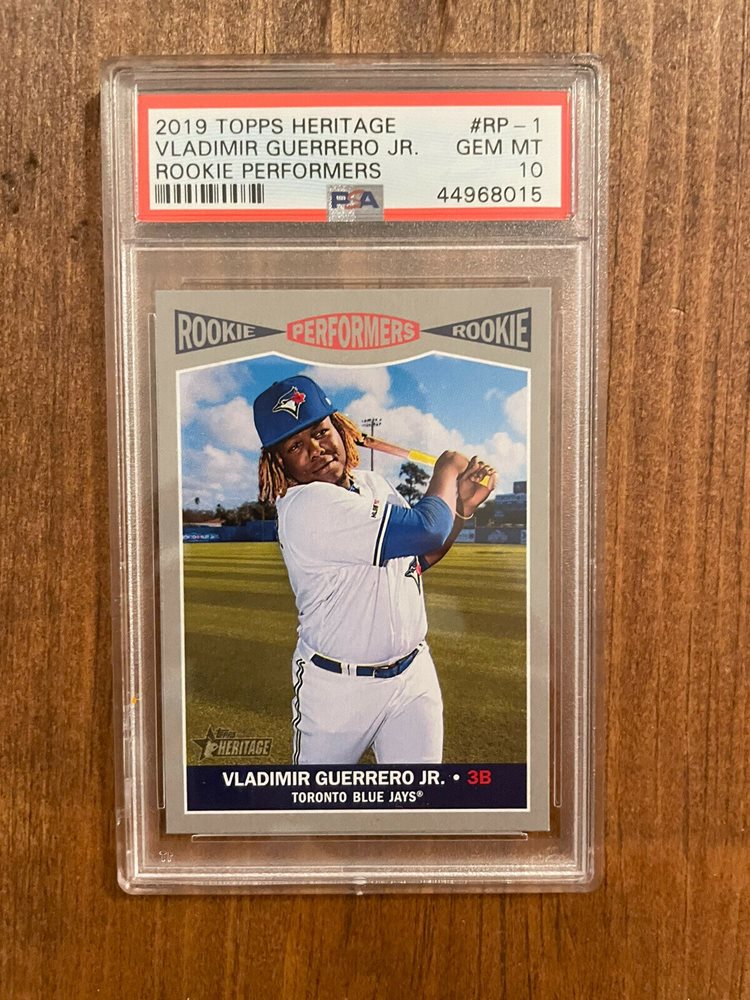 2019 TOPPS HERITAGE #RP-1
VLADIMIR GUERRERO JR. GEM MT
ROOKIE PERFORMERS 10
PSA 44968015
ROOKIE PERFORMERS ROOKIE
Topps
HERITAGE
VLADIMIR GUERRERO JR. • 3B
TORONTO BLUE JAYS®